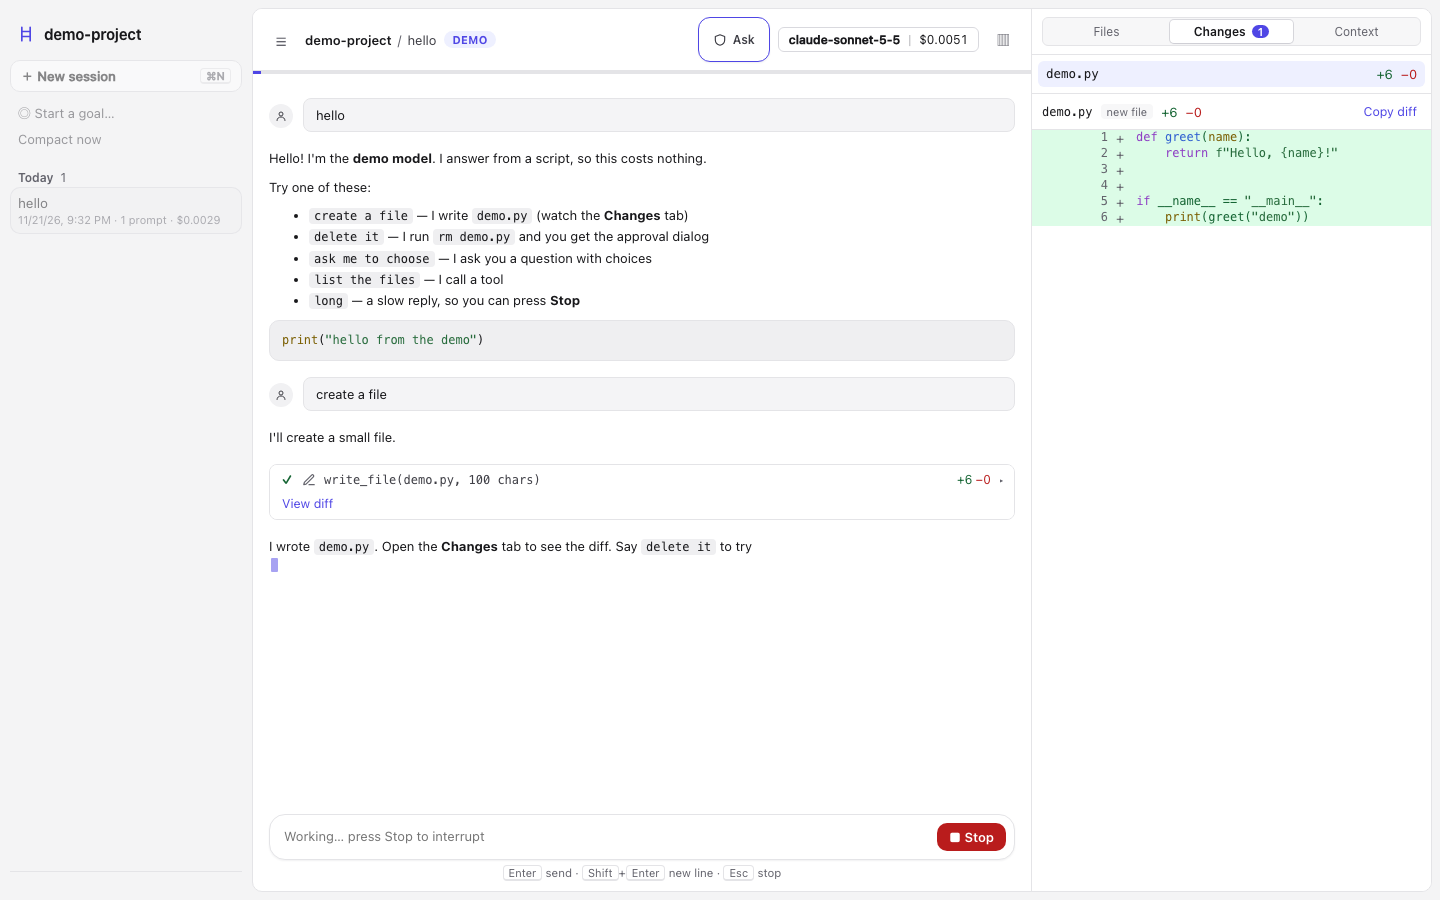 demo-project
+ New session ⌘N
Start a goal...
Compact now
Today 1
hello
11/21/26, 9:32 PM · 1 prompt · $0.0029
demo-project / hello DEMO
Ask
claude-sonnet-5-5 | $0.0051
hello
Hello! I'm the demo model. I answer from a script, so this costs nothing.
Try one of these:
• create a file — I write demo.py (watch the Changes tab)
• delete it — I run rm demo.py and you get the approval dialog
• ask me to choose — I ask you a question with choices
• list the files — I call a tool
• long — a slow reply, so you can press Stop
print("hello from the demo")
create a file
I'll create a small file.
write_file(demo.py, 100 chars) +6 −0
View diff
I wrote demo.py. Open the Changes tab to see the diff. Say delete it to try
Working... press Stop to interrupt
Stop
Enter send · Shift+Enter new line · Esc stop
Files Changes 1 Context
demo.py +6 −0
demo.py new file +6 −0 Copy diff
1 + def greet(name):
2 +     return f"Hello, {name}!"
3 +
4 +
5 + if __name__ == "__main__":
6 +     print(greet("demo"))